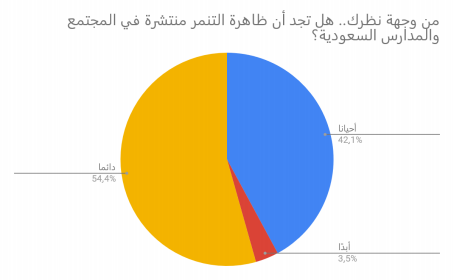 من وجهة نظرك.. هل تجد أن ظاهرة التنمر منتشرة في المجتمع
والمدارس السعودية؟
أحيانا
42,1%
دائما
54,4%
أبدًا
3,5%